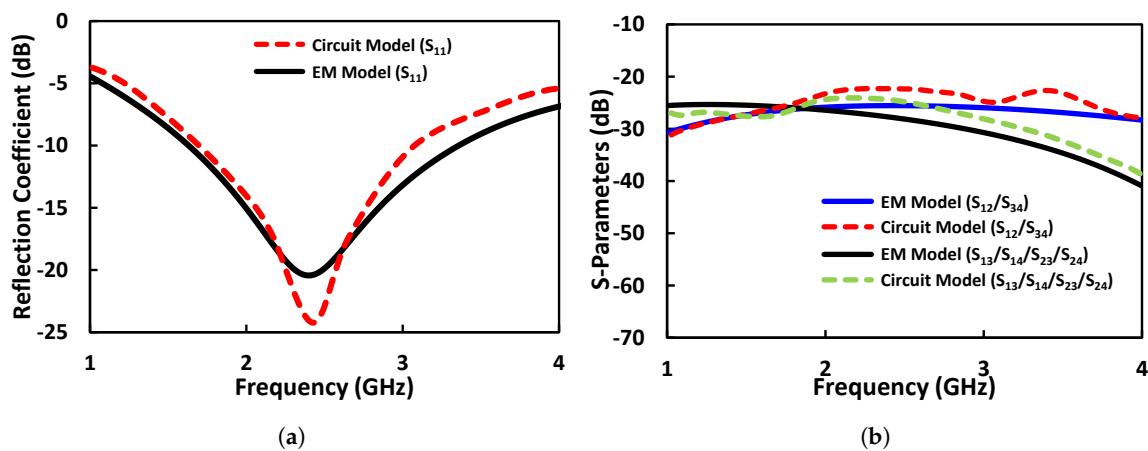 0
-5
-10
-15
-20
-25
Reflection Coefficient (dB)
Circuit Model (S11)
EM Model (S11)
1
2
3
4
Frequency (GHz)
(a)
-10
-20
-30
-40
-50
-60
-70
S-Parameters (dB)
EM Model (S12/S34)
Circuit Model (S12/S34)
EM Model (S13/S14/S23/S24)
Circuit Model (S13/S14/S23/S24)
1
2
3
4
Frequency (GHz)
(b)